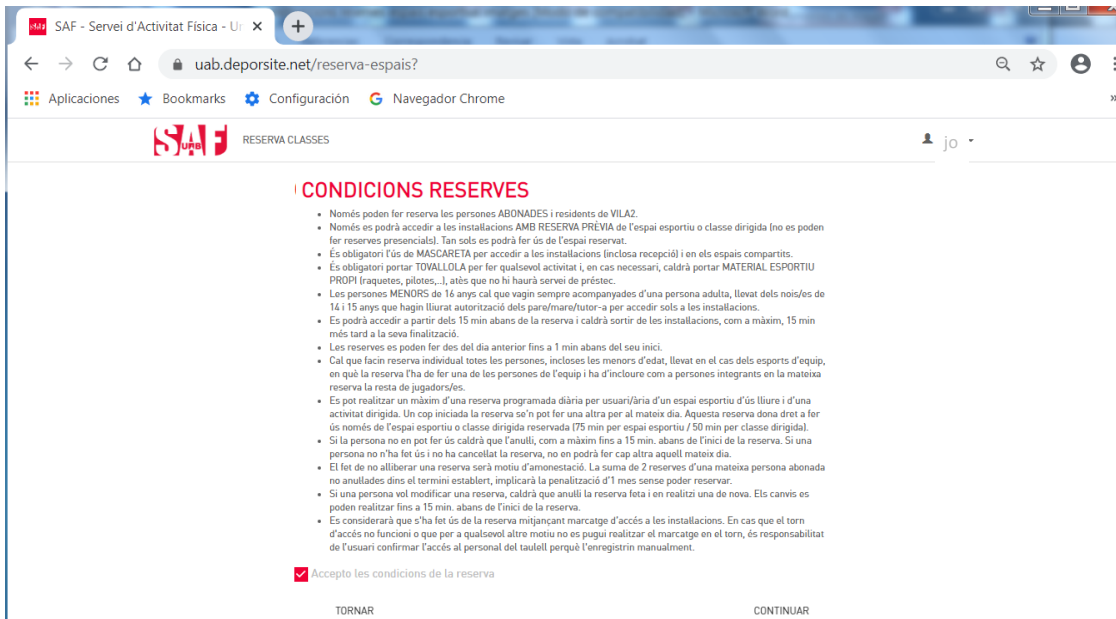 SAF - Servei d'Activitat Física - Un
uab.deporsite.net/reserva-espais?
Aplicaciones
Bookmarks
Configuración
Navegador Chrome
»
SAF UAB
RESERVA CLASSES
jo
CONDICIONS RESERVES
• Només poden fer reserva les persones ABONADES i residents de VILA2.
• Només es podrà accedir a les instal·lacions AMB RESERVA PRÈVIA de l'espai esportiu o classe dirigida (no es poden
fer reserves presencials). Tan sols es podrà fer ús de l'espai reservat.
• És obligatori l'ús de MASCARETA per accedir a les instal·lacions (inclosa recepció) i en els espais compartits.
• És obligatori portar TOVALLOLA per fer qualsevol activitat i, en cas necessari, caldrà portar MATERIAL ESPORTIU
PROPI (raquetes, pilotes,..), atès que no hi haurà servei de préstec.
• Les persones MENORS de 16 anys cal que vagin sempre acompanyades d'una persona adulta, llevat dels nois/es de
14 i 15 anys que hagin lliurat autorització dels pare/mare/tutor-a per accedir sols a les instal·lacions.
• Es podrà accedir a partir dels 15 min abans de la reserva i caldrà sortir de les instal·lacions, com a màxim, 15 min
més tard a la seva finalització.
• Les reserves es poden fer des del dia anterior fins a 1 min abans del seu inici.
• Cal que facin reserva individual totes les persones, incloses les menors d'edat, llevat en el cas dels esports d'equip,
en què la reserva l'ha de fer una de les persones de l'equip i ha d'incloure com a persones integrants en la mateixa
reserva la resta de jugadors/es.
• Es pot realitzar un màxim d'una reserva programada diària per usuari/ària d'un espai esportiu d'ús lliure i d'una
activitat dirigida. Un cop iniciada la reserva se'n pot fer una altra per al mateix dia. Aquesta reserva dona dret a fer
ús només de l'espai esportiu o classe dirigida reservada (75 min per espai esportiu / 50 min per classe dirigida).
• Si la persona no en pot fer ús caldrà que l'anul·li, com a màxim fins a 15 min. abans de l'inici de la reserva. Si una
persona no n'ha fet ús i no ha cancel·lat la reserva, no en podrà fer cap altra aquell mateix dia.
• El fet de no alliberar una reserva serà motiu d'amonestació. La suma de 2 reserves d'una mateixa persona abonada
no anul·lades dins el termini establert, implicarà la penalització d'1 mes sense poder reservar.
• Si una persona vol modificar una reserva, caldrà que anul·li la reserva feta i en realitzi una de nova. Els canvis es
poden realitzar fins a 15 min. abans de l'inici de la reserva.
• Es considerarà que s'ha fet ús de la reserva mitjançant marcatge d'accés a les instal·lacions. En cas que el torn
d'accés no funcioni o que per a qualsevol altre motiu no es pugui realitzar el marcatge en el torn, és responsabilitat
de l'usuari confirmar l'accés al personal del taulell perquè l'enregistrin manualment.
Accepto les condicions de la reserva
TORNAR
CONTINUAR